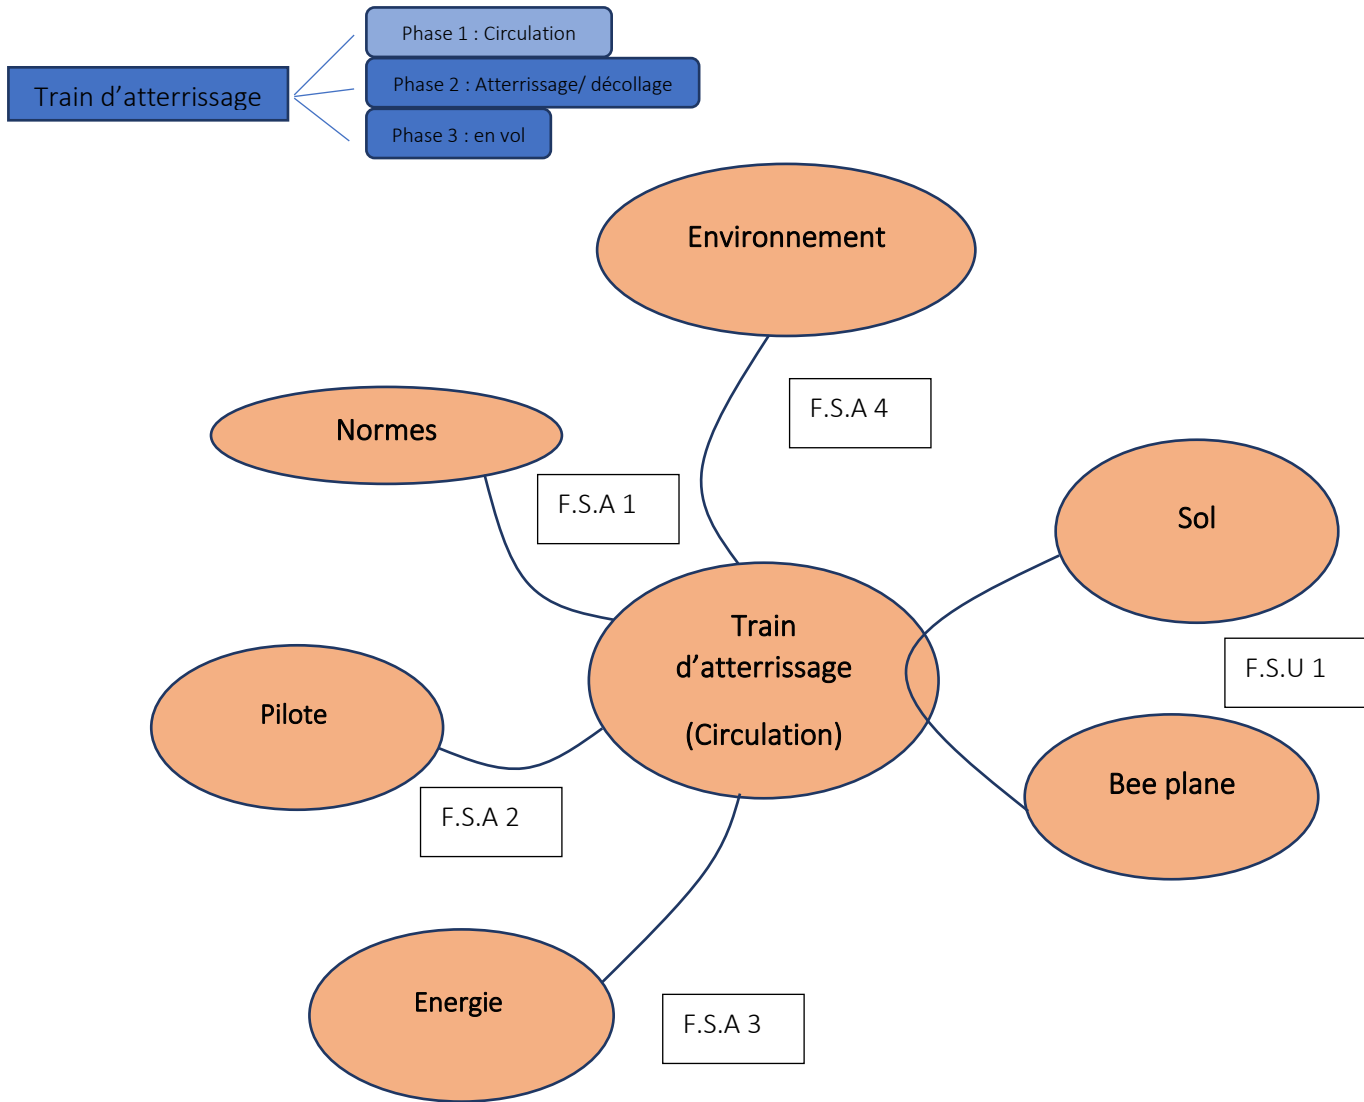 Phase 1 : Circulation
Train d’atterrissage
Phase 2 : Atterrissage/ décollage
Phase 3 : en vol
Environnement
F.S.A 4
Normes
F.S.A 1
Sol
Train
d’atterrissage
(Circulation)
F.S.U 1
Pilote
Bee plane
F.S.A 2
Energie
F.S.A 3